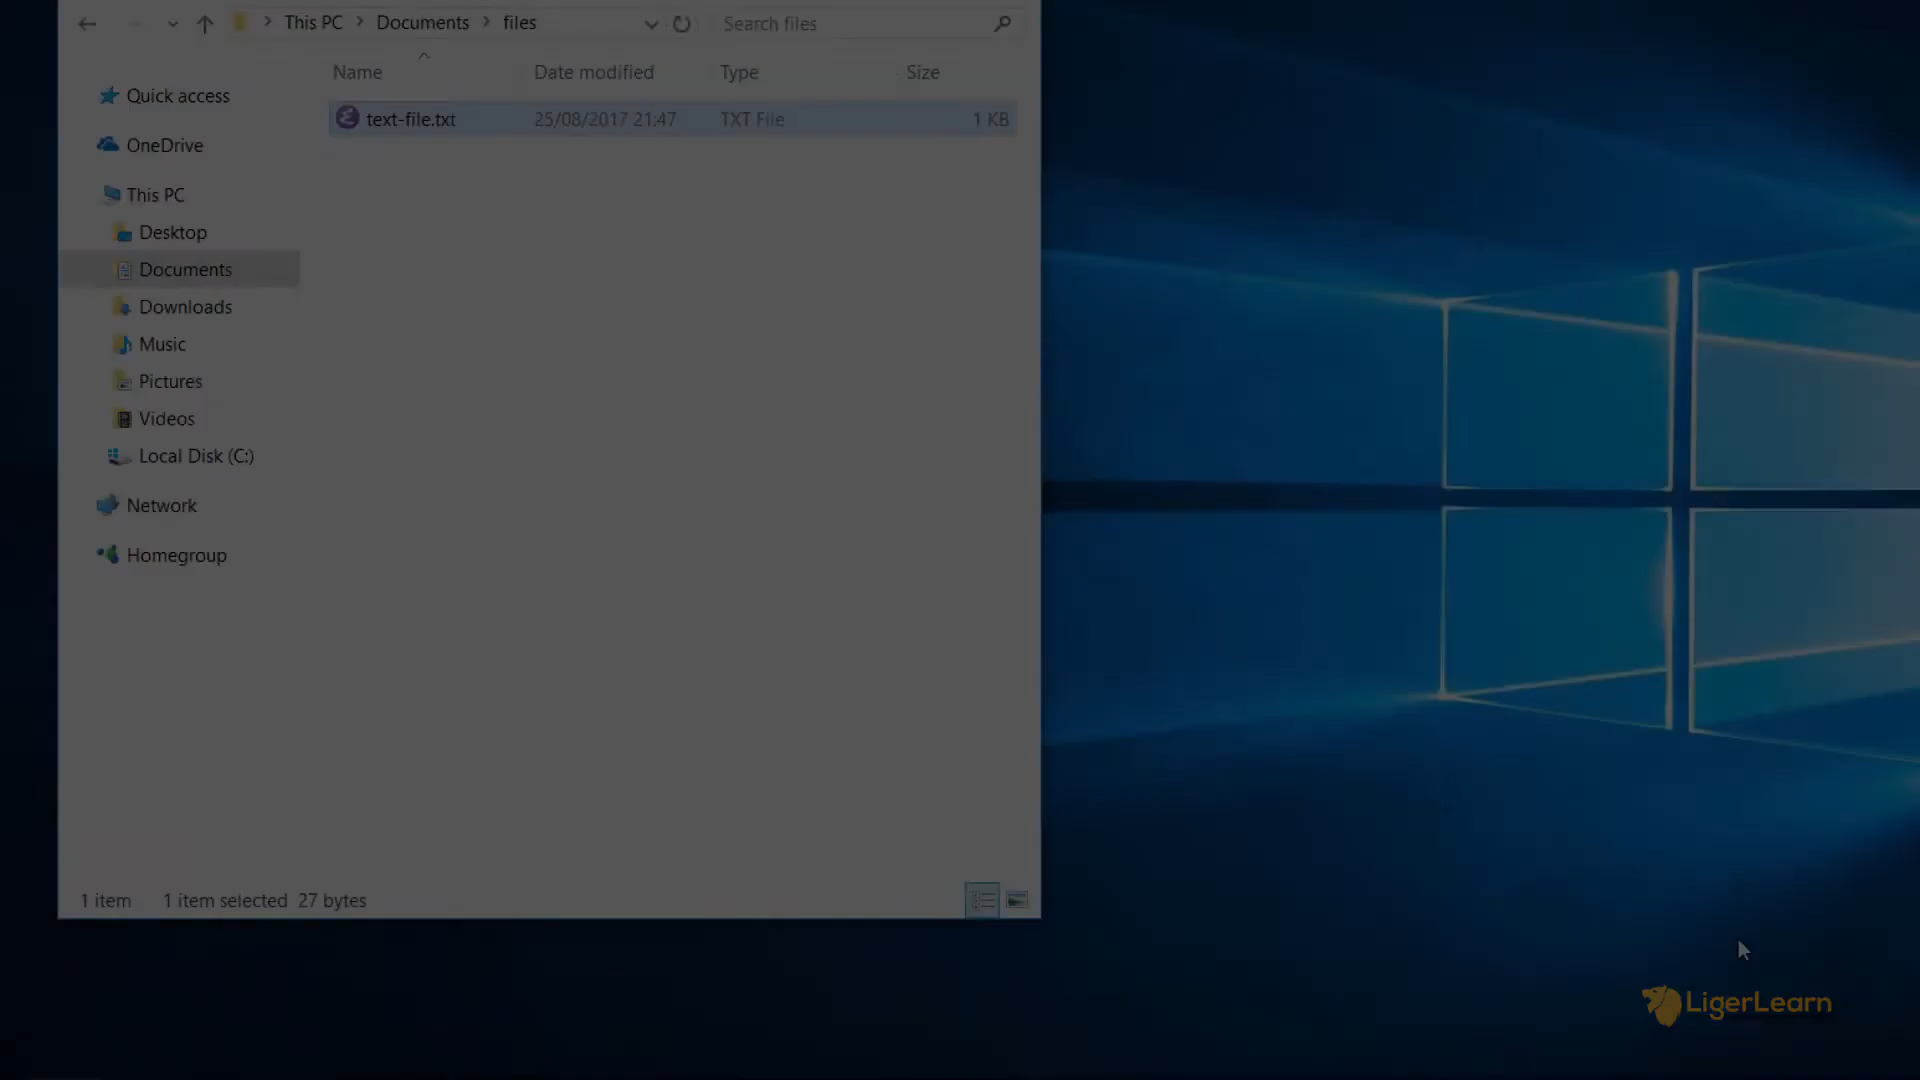 This PC > Documents > files
Search files
Name Date modified Type Size
text-file.txt 25/08/2017 21:47 TXT File 1 KB
Quick access
OneDrive
This PC
Desktop
Documents
Downloads
Music
Pictures
Videos
Local Disk (C:)
Network
Homegroup
1 item 1 item selected 27 bytes
LigerLearn